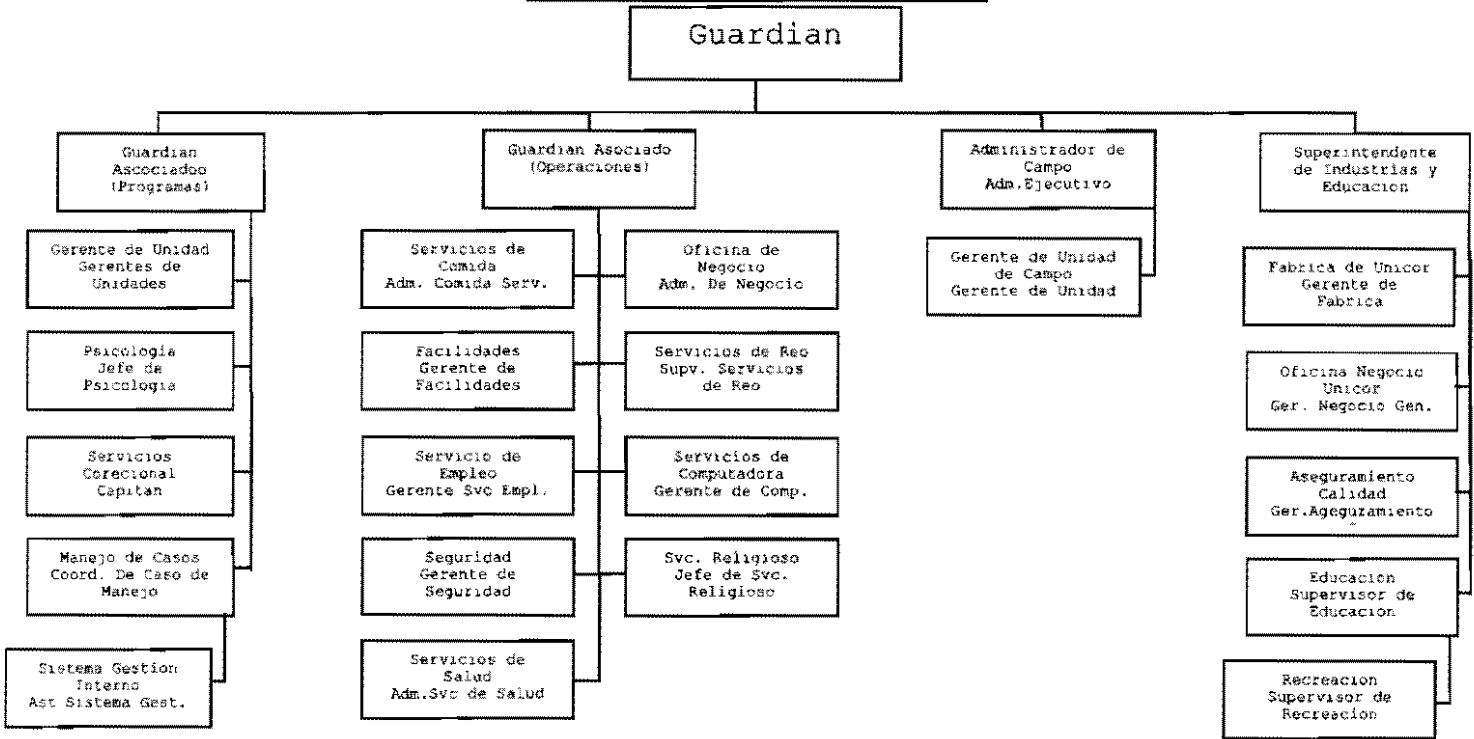 Guardian
Guardian
Ascociadoo
(Programas)
Gerente de Unidad
Gerentes de
Unidades
Psicologia
Jefe de
Psicologia
Servicios
Corecional
Capitan
Manejo de Casos
Coord. De Caso de
Manejo
Sistema Gestion
Interno
Ast Sistema Gest.
Guardian Asociado
(Operaciones)
Servicios de
Comida
Adm. Comida Serv.
Oficina de
Negocio
Adm. De Negocio
Facilidades
Gerente de
Facilidades
Servicios de Reo
Supv. Servicios
de Reo
Servicio de
Empleo
Gerente Svc Empl.
Servicios de
Computadora
Gerente de Comp.
Seguridad
Gerente de
Seguridad
Svc. Religioso
Jefe de Svc.
Religioso
Servicios de
Salud
Adm.Svc de Salud
Administrador de
Campo
Adm.Ejecutivo
Gerente de Unidad
de Campo
Gerente de Unidad
Superintendente
de Industrias y
Educacion
Fabrica de Unicor
Gerente de
Fabrica
Oficina Negocio
Unicor
Ger. Negocio Gen.
Aseguramiento
Calidad
Ger.Ageguzamiento
Educacion
Supervisor de
Educacion
Recreacion
Supervisor de
Recreacion